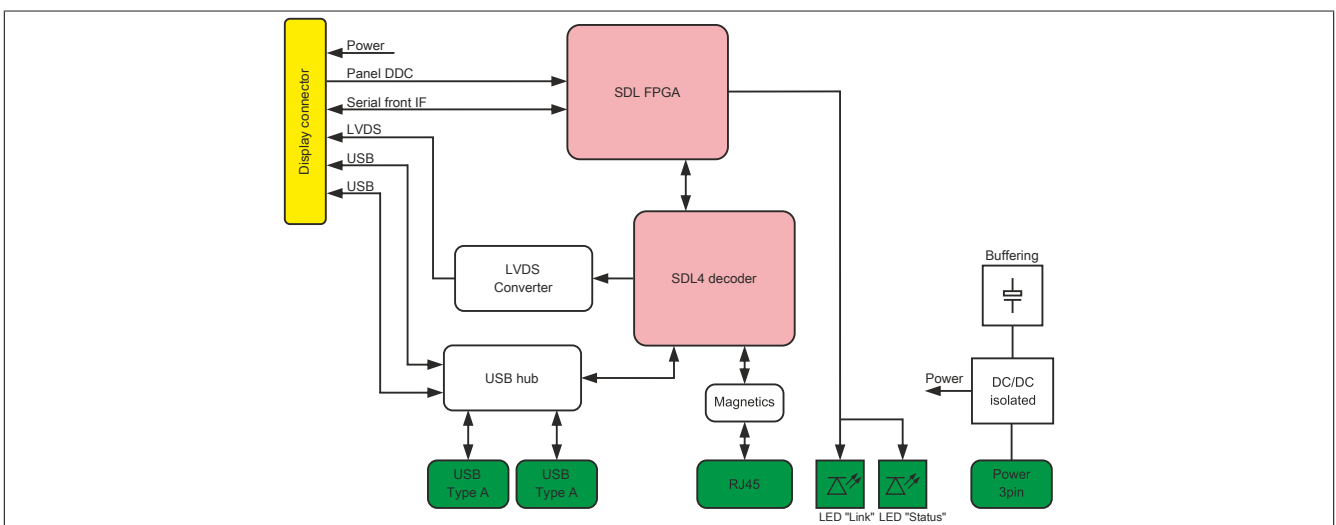 Display connector
Power
Panel DDC
Serial front IF
LVDS
USB
USB
SDL FPGA
SDL4 decoder
LVDS
Converter
USB hub
Magnetics
USB
Type A
USB
Type A
RJ45
LED "Link"
LED "Status"
Buffering
Power
DC/DC
isolated
Power
3pin